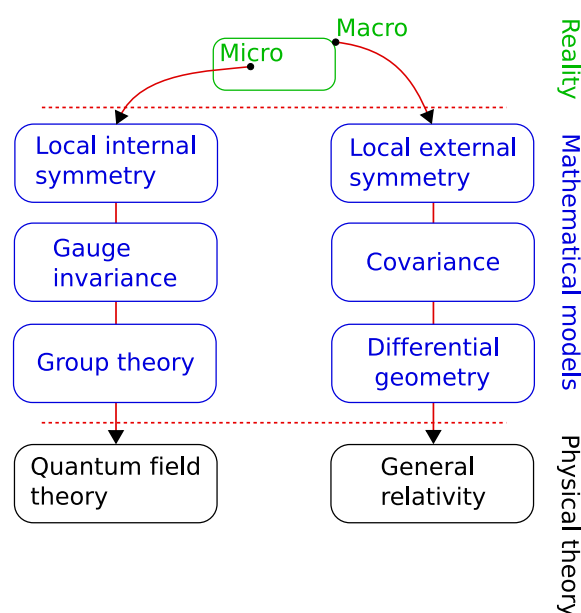 Macro
Micro
Reality
Local internal
symmetry
Local external
symmetry
Gauge
invariance
Covariance
Group theory
Differential
geometry
Mathematical models
Quantum field
theory
General
relativity
Physical theory